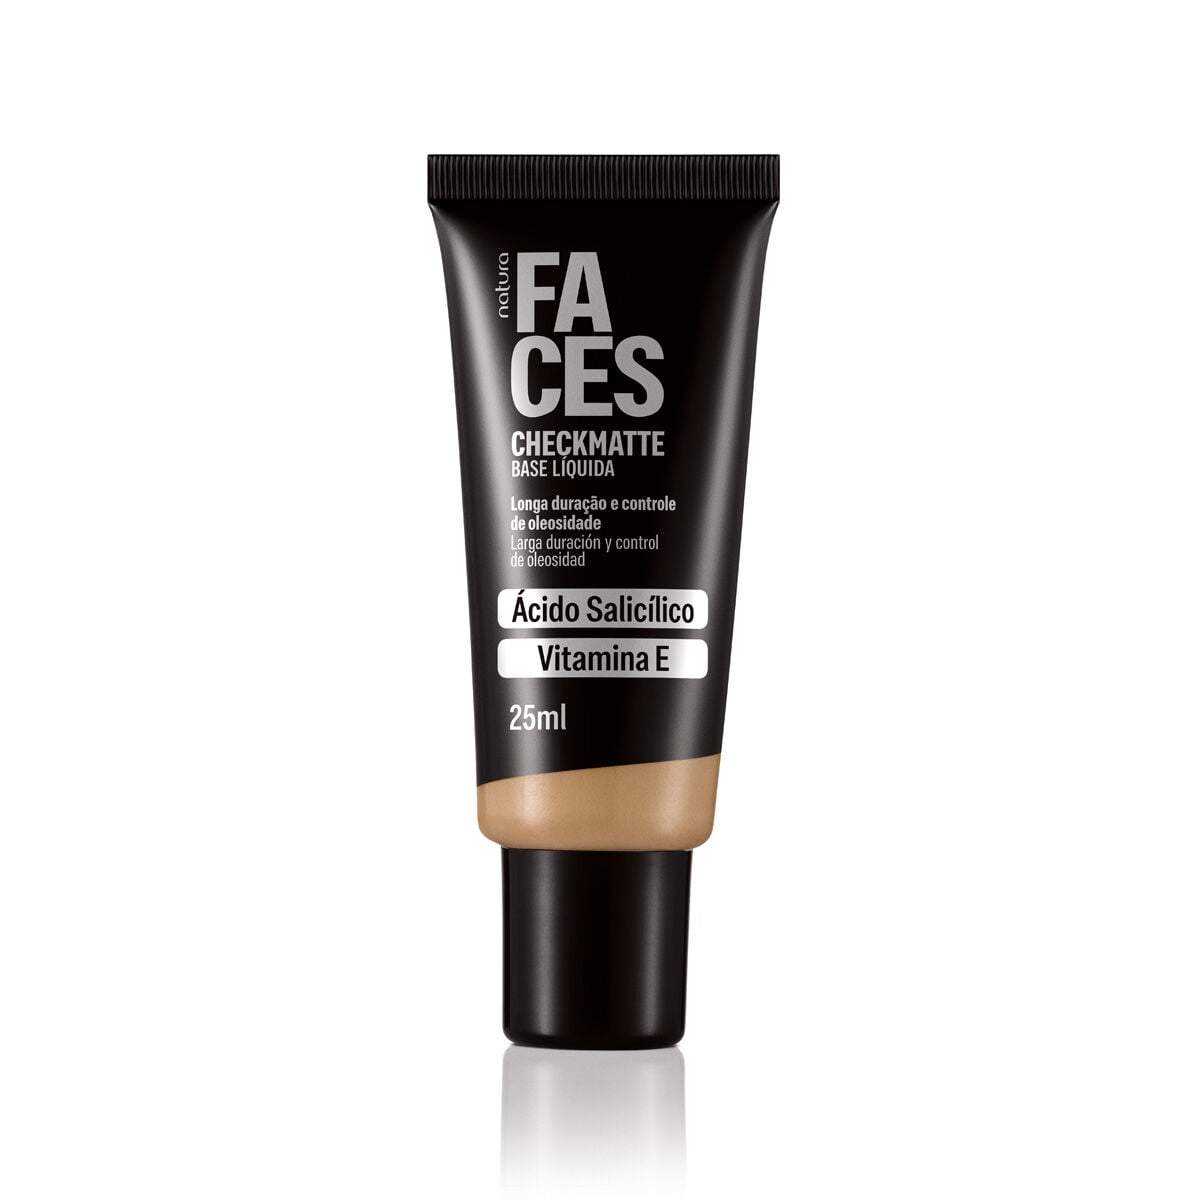 natura
FA
CES
CHECKMATTE
BASE LÍQUIDA
Longa duração e controle
de oleosidade
Larga duración y control
de oleosidad
Ácido Salicílico
Vitamina E
25ml